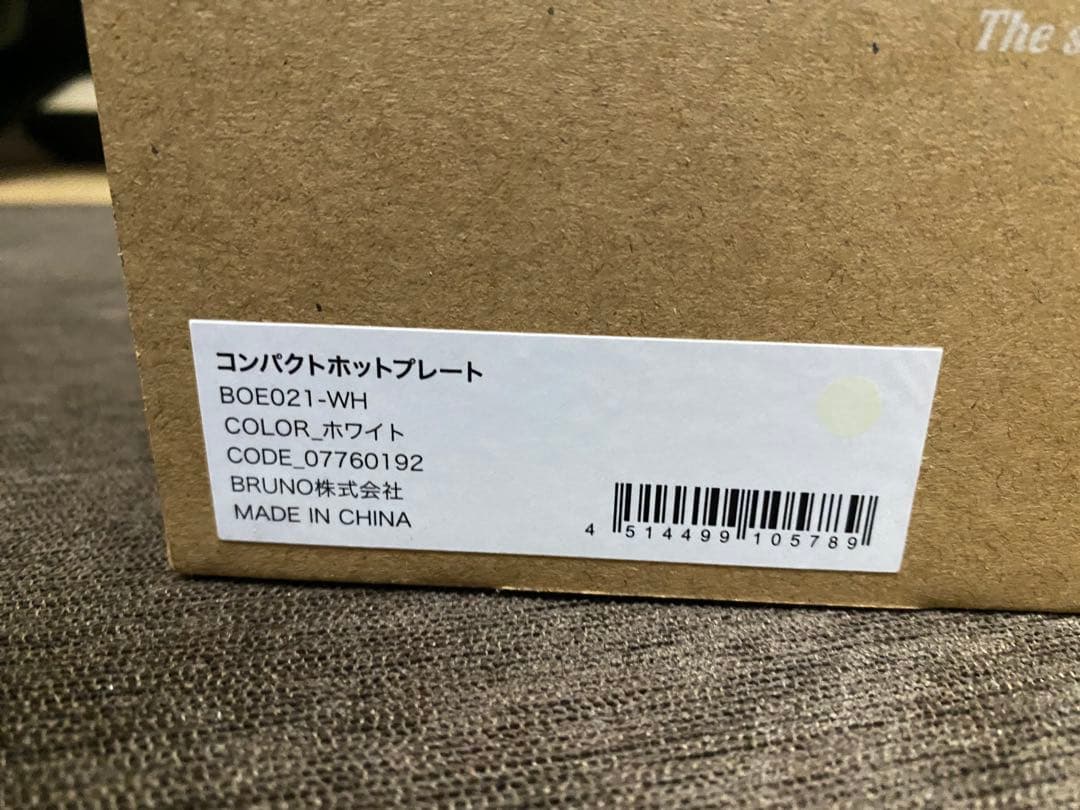 The
コンパクトホットプレート
BOE021-WH
COLOR_ホワイト
CODE_07760192
BRUNO株式会社
MADE IN CHINA
4 514499 105789